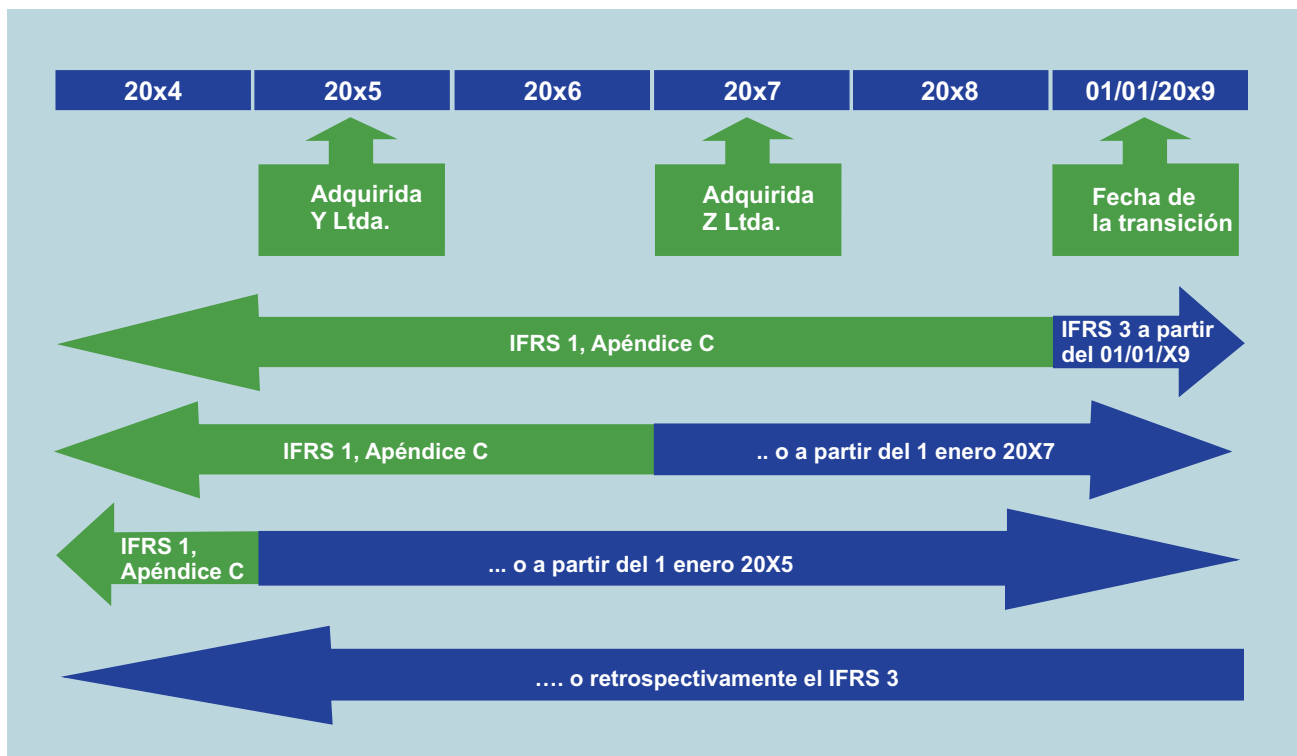 20x4 20x5 20x6 20x7 20x8 01/01/20x9
Adquirida
Y Ltda.
Adquirida
Z Ltda.
Fecha de
la transición
IFRS 1, Apéndice C
IFRS 3 a partir
del 01/01/X9
IFRS 1, Apéndice C
.. o a partir del 1 enero 20X7
IFRS 1,
Apéndice C
... o a partir del 1 enero 20X5
.... o retrospectivamente el IFRS 3